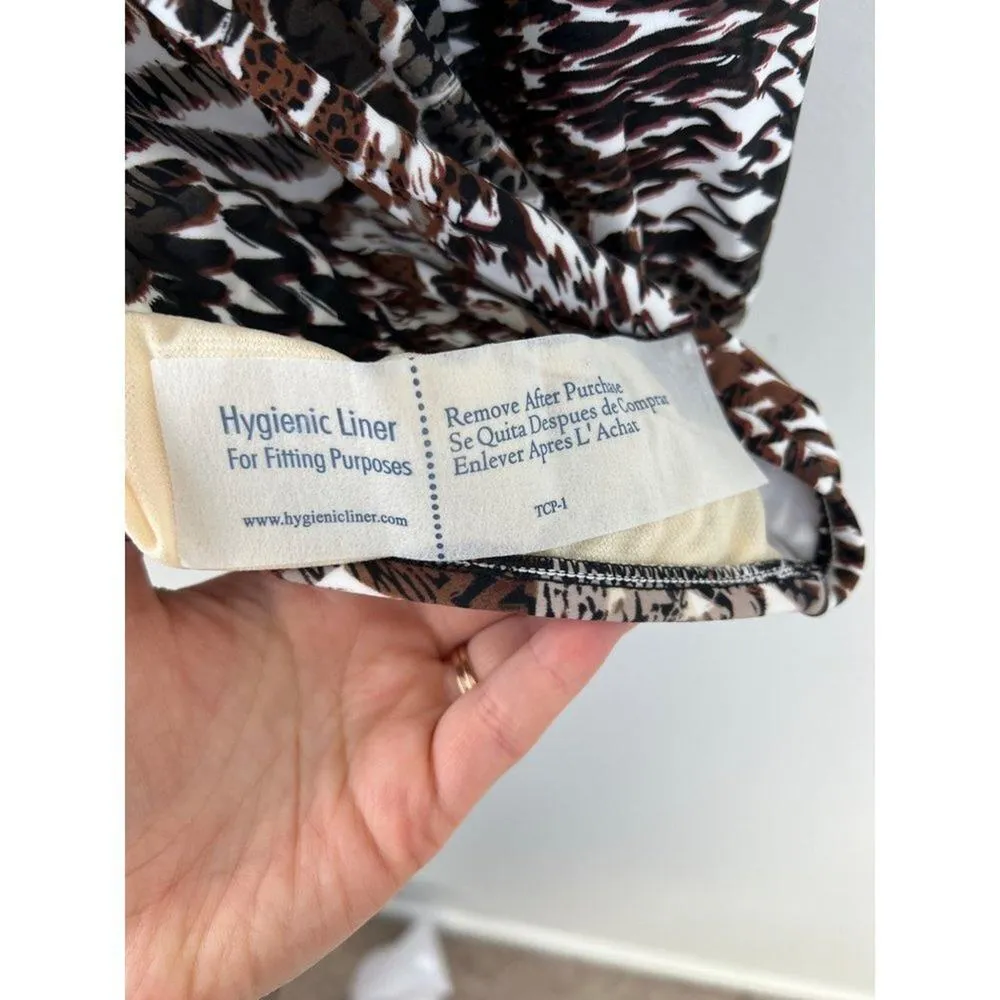 Hygienic Liner
For Fitting Purposes
www.hygienicliner.com
Remove After Purchase
Se Quita Despues de Comprar
Enlever Apres L' Achat
TCP-1